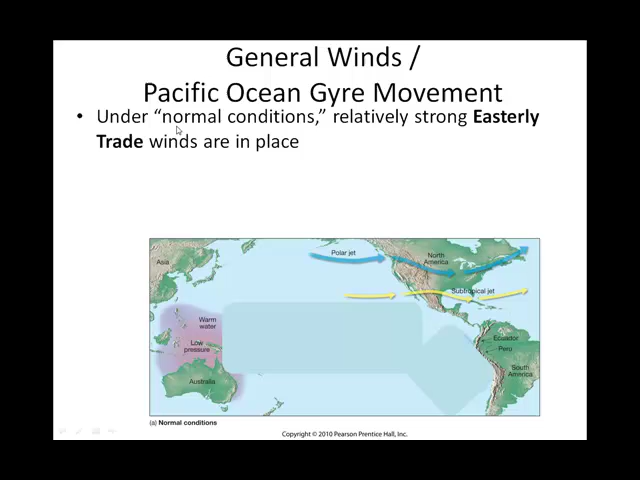 General Winds /
Pacific Ocean Gyre Movement
• Under “normal conditions,” relatively strong Easterly
Trade winds are in place
Asia
Polar jet
North
America
Subtropical jet
Warm
water
Low
pressure
Australia
Ecuador
Peru
South
America
(a) Normal conditions
Copyright © 2010 Pearson Prentice Hall, Inc.